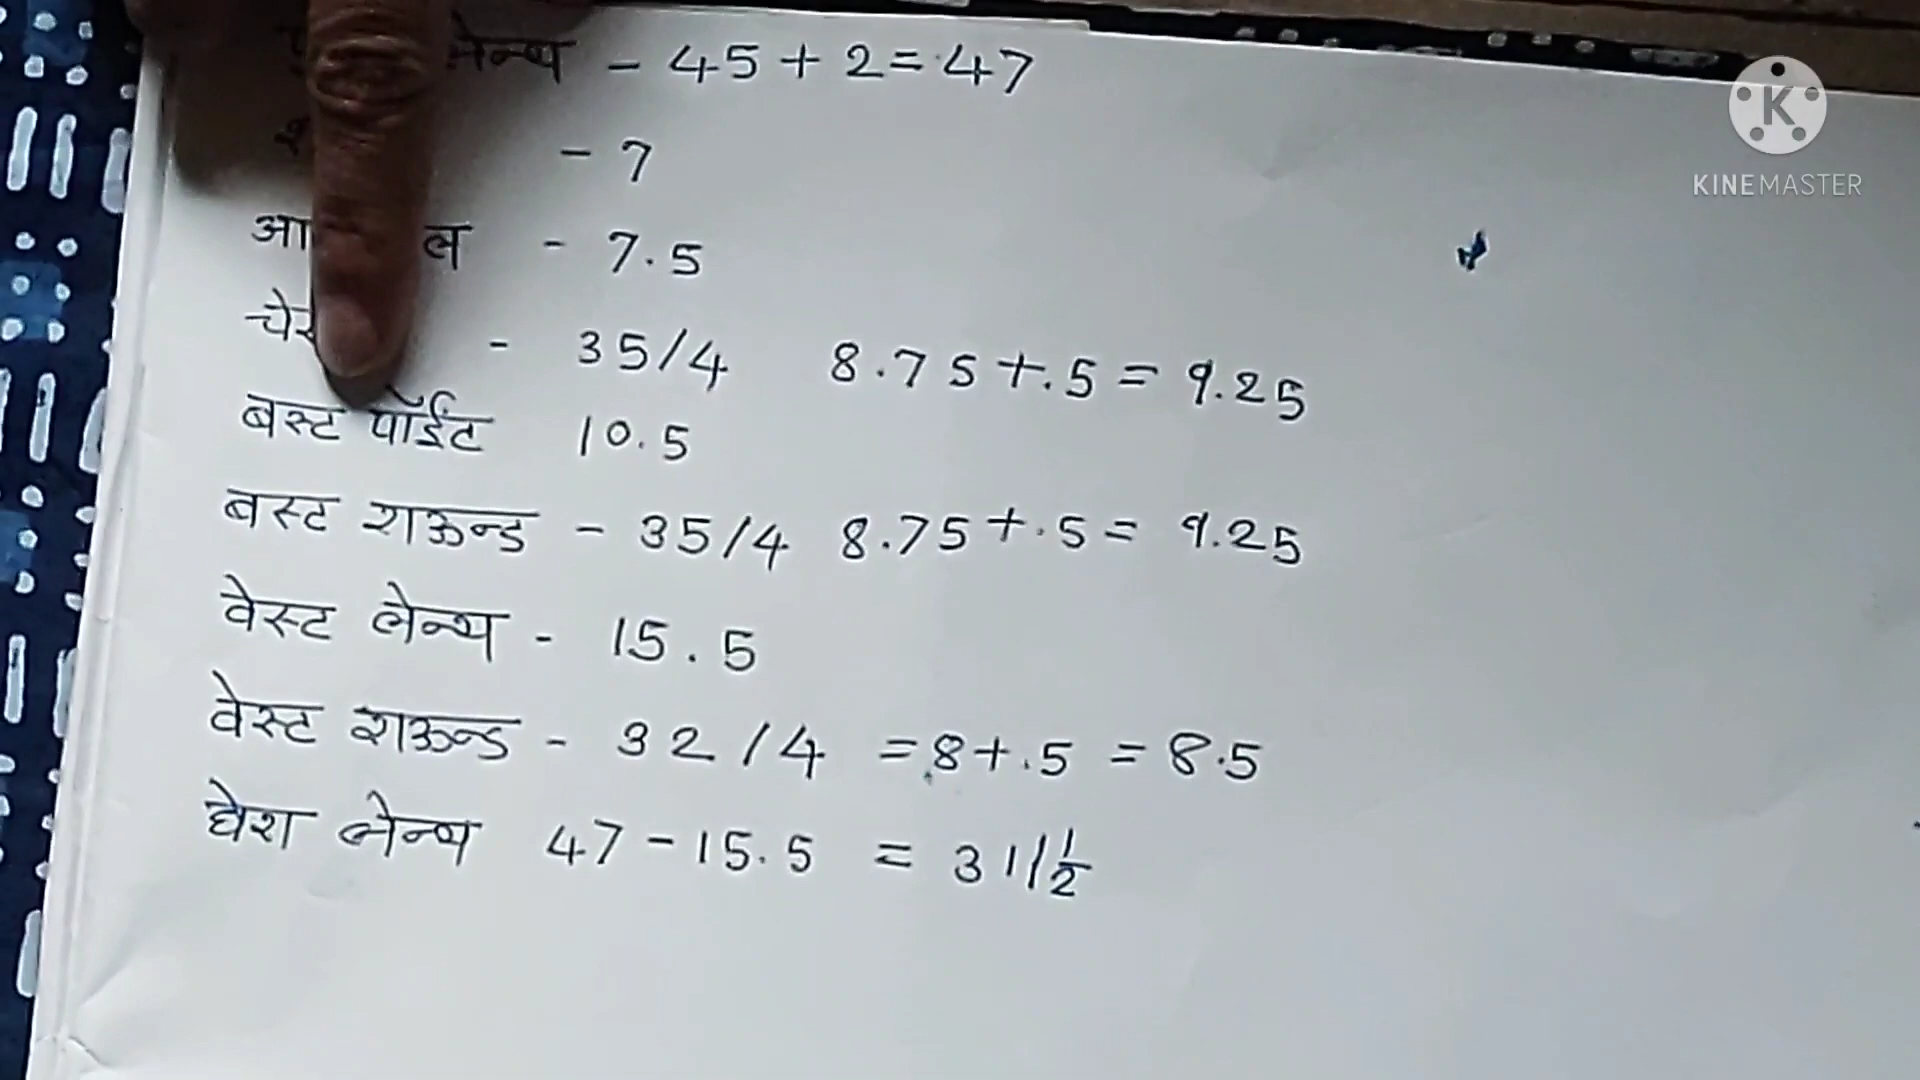 लेन्थ - 45 + 2 = 47
- 7
- 7.5
- 35/4 8.75 + .5 = 9.25
बस्ट पॉईंट 10.5
बस्ट राऊन्ड - 35/4 8.75 + .5 = 9.25
वेस्ट लेन्थ - 15.5
वेस्ट राऊन्ड - 32/4 = 8 + .5 = 8.5
घेरा लेन्थ 47 - 15.5 = 31/1/2
KINEMASTER